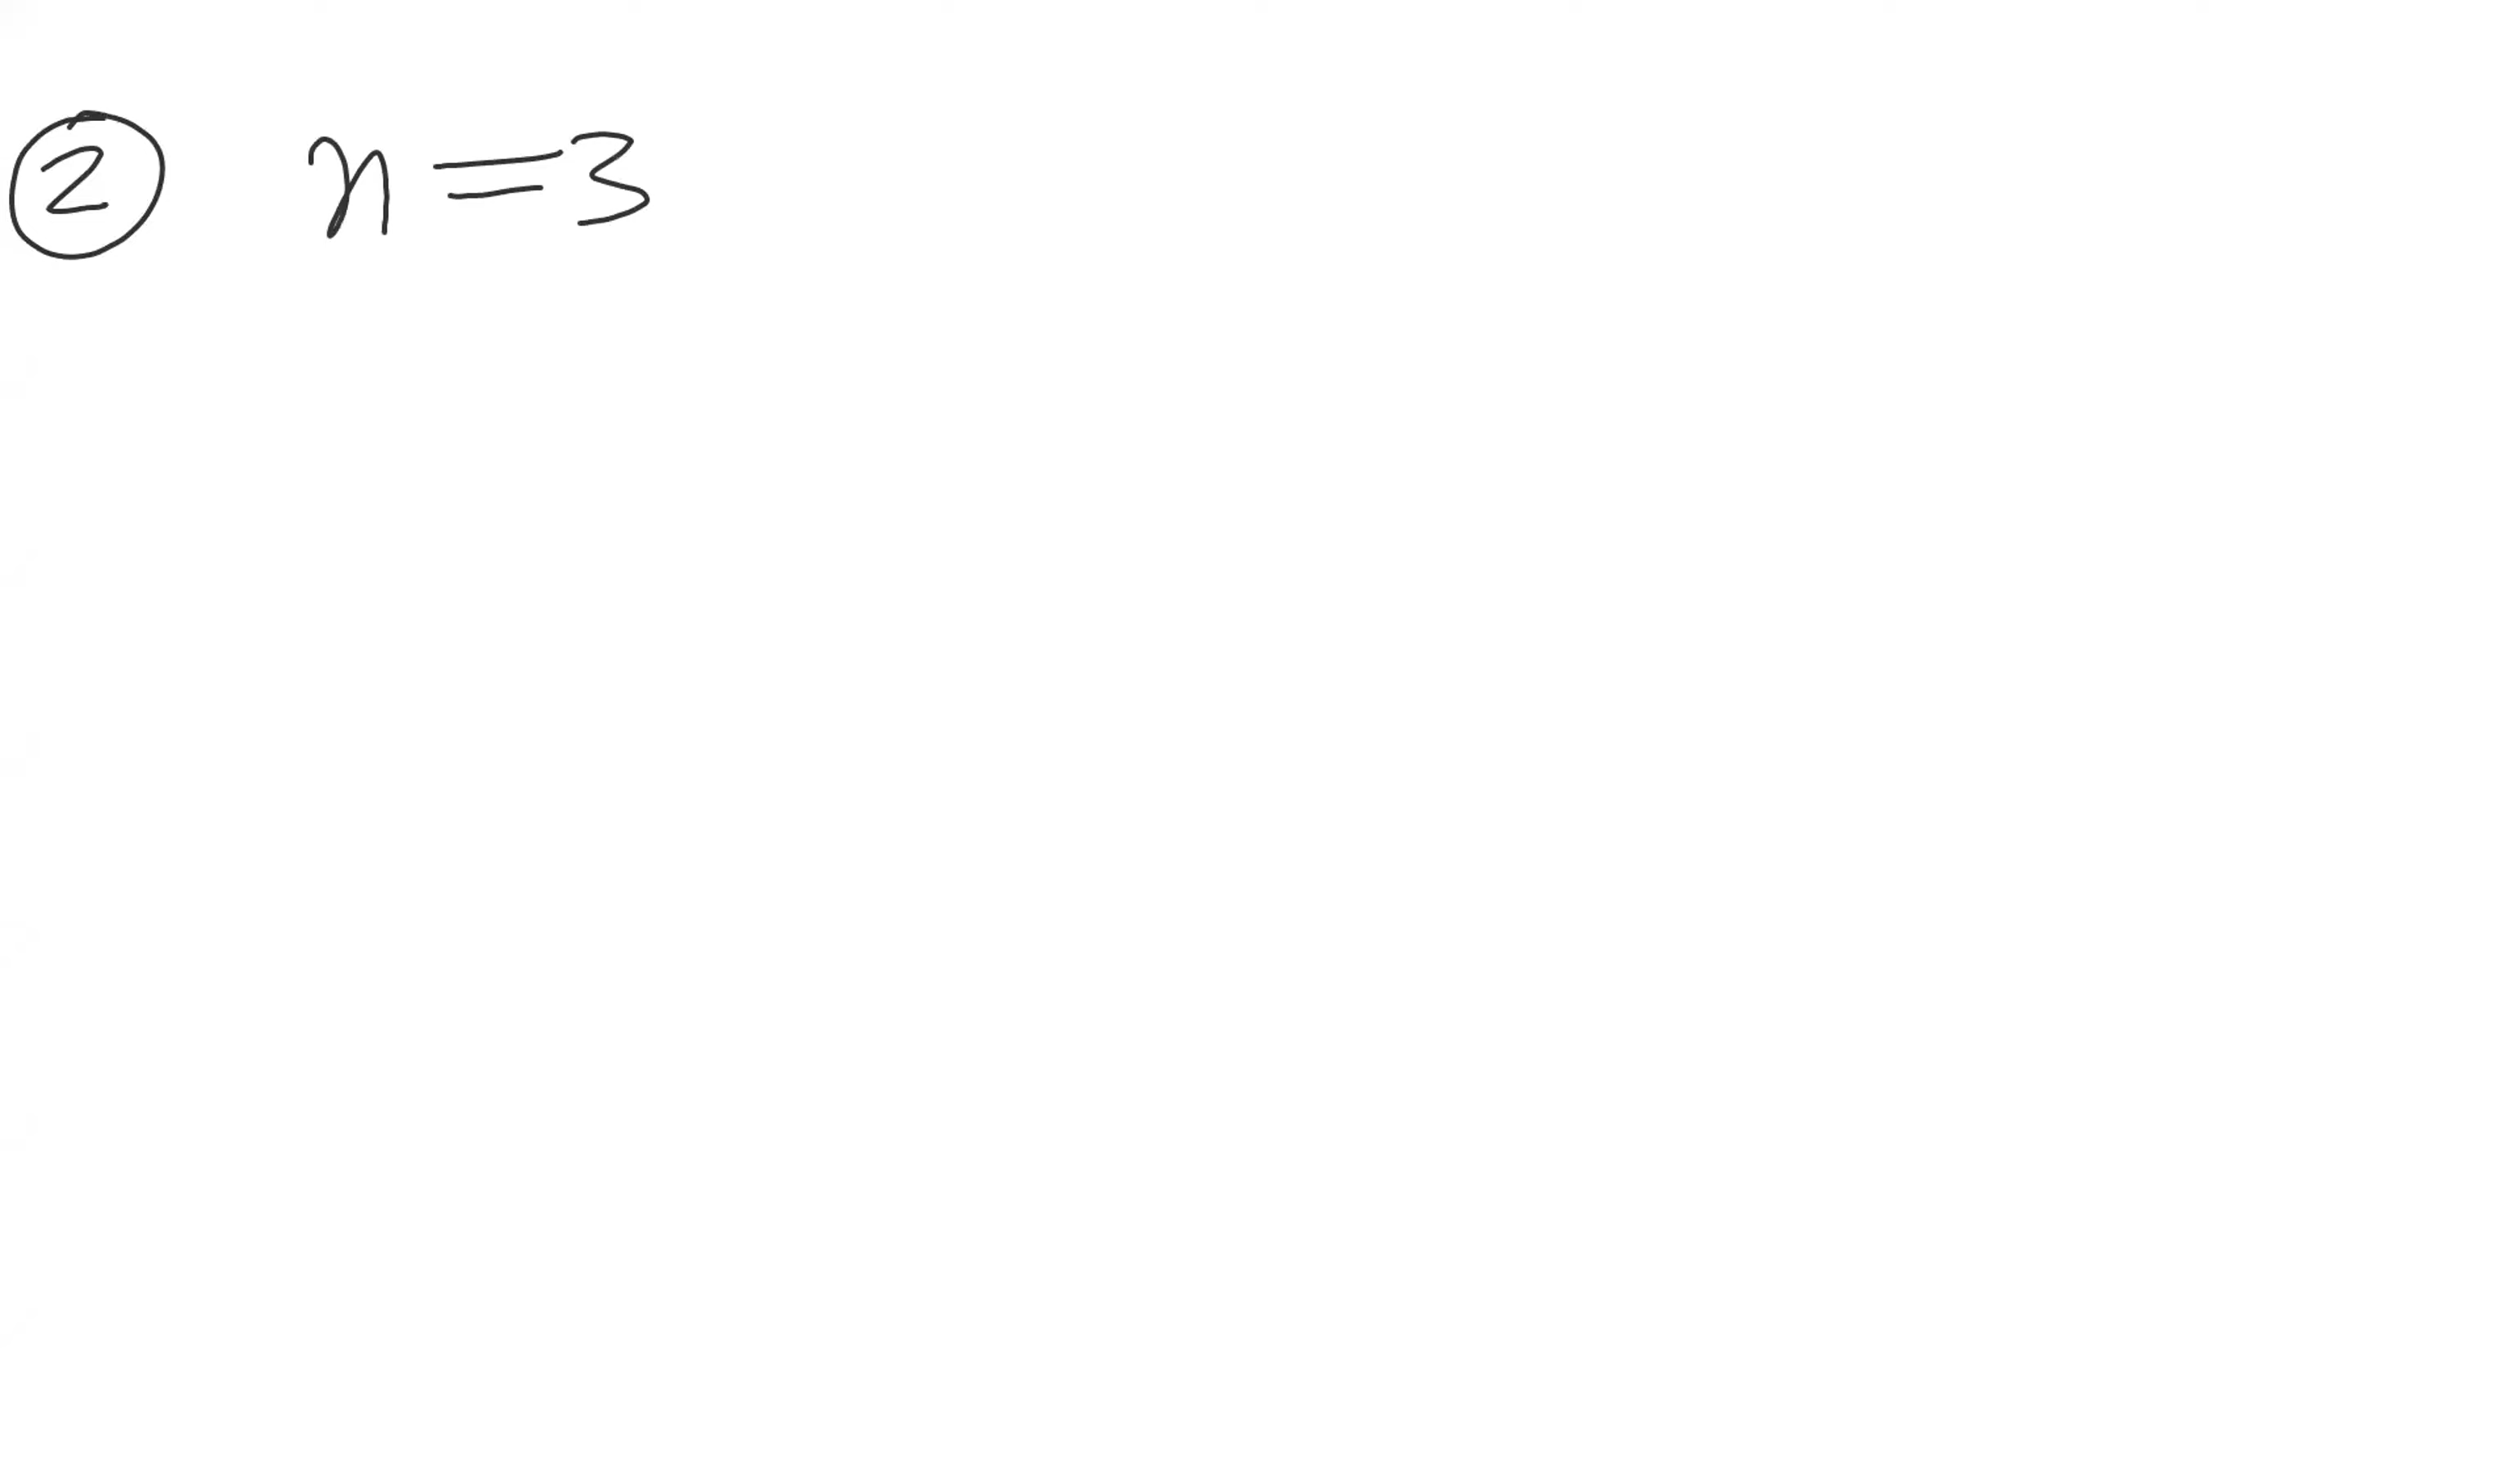 ② n = 3